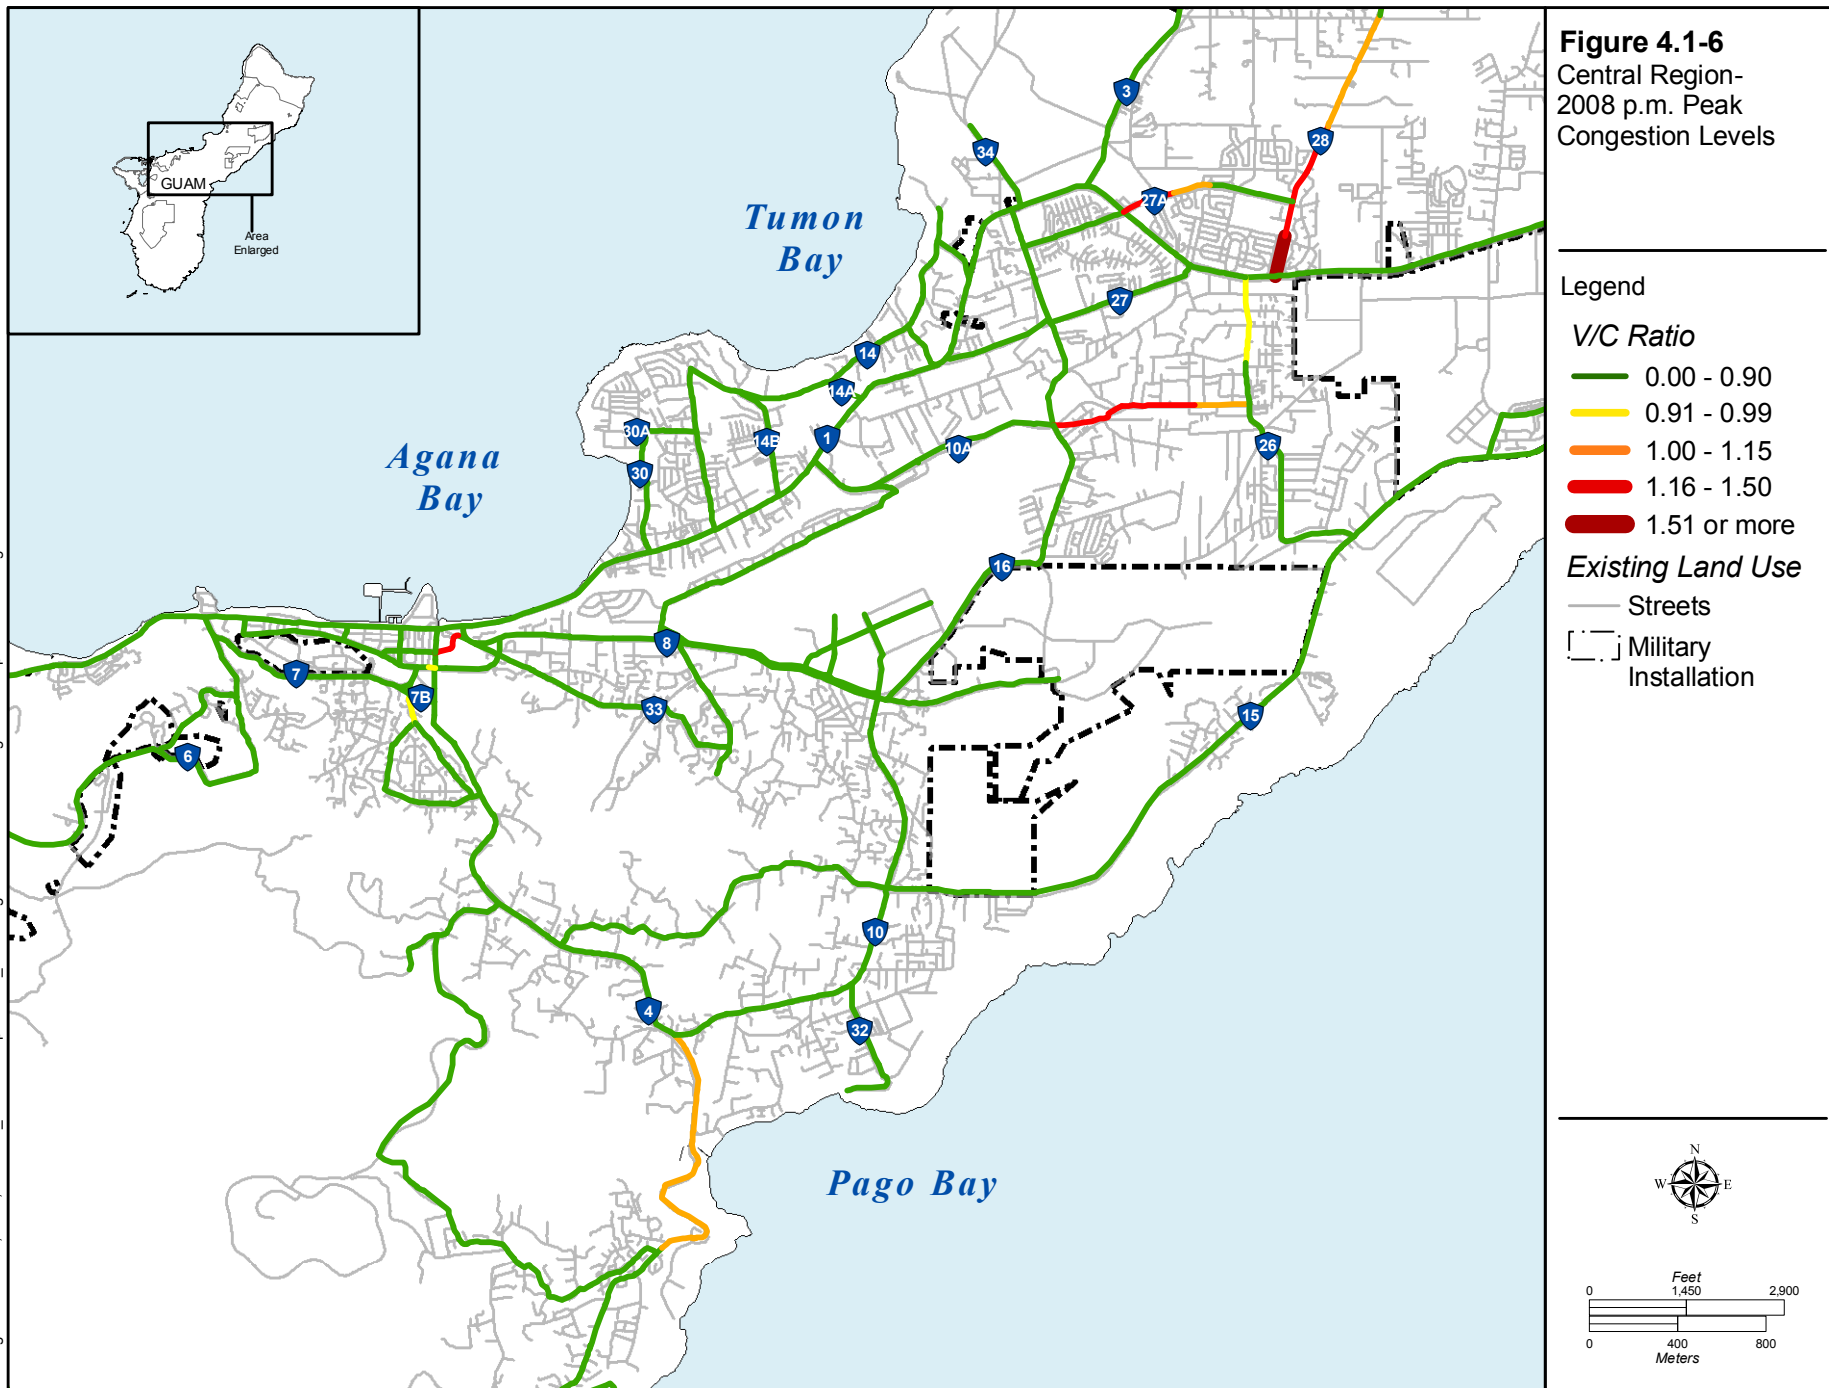 Figure 4.1-6
Central Region-
2008 p.m. Peak
Congestion Levels
Legend
V/C Ratio
0.00 - 0.90
0.91 - 0.99
1.00 - 1.15
1.16 - 1.50
1.51 or more
Existing Land Use
Streets
Military
Installation
N
W
E
S
Feet
0
1,450
2,900
0
400
800
Meters
GUAM
Area
Enlarged
Tumon
Bay
Agana
Bay
Pago Bay
3
34
28
27A
27
14
14A
30A
14B
1
10A
30
26
16
8
7
7B
33
15
6
10
4
32